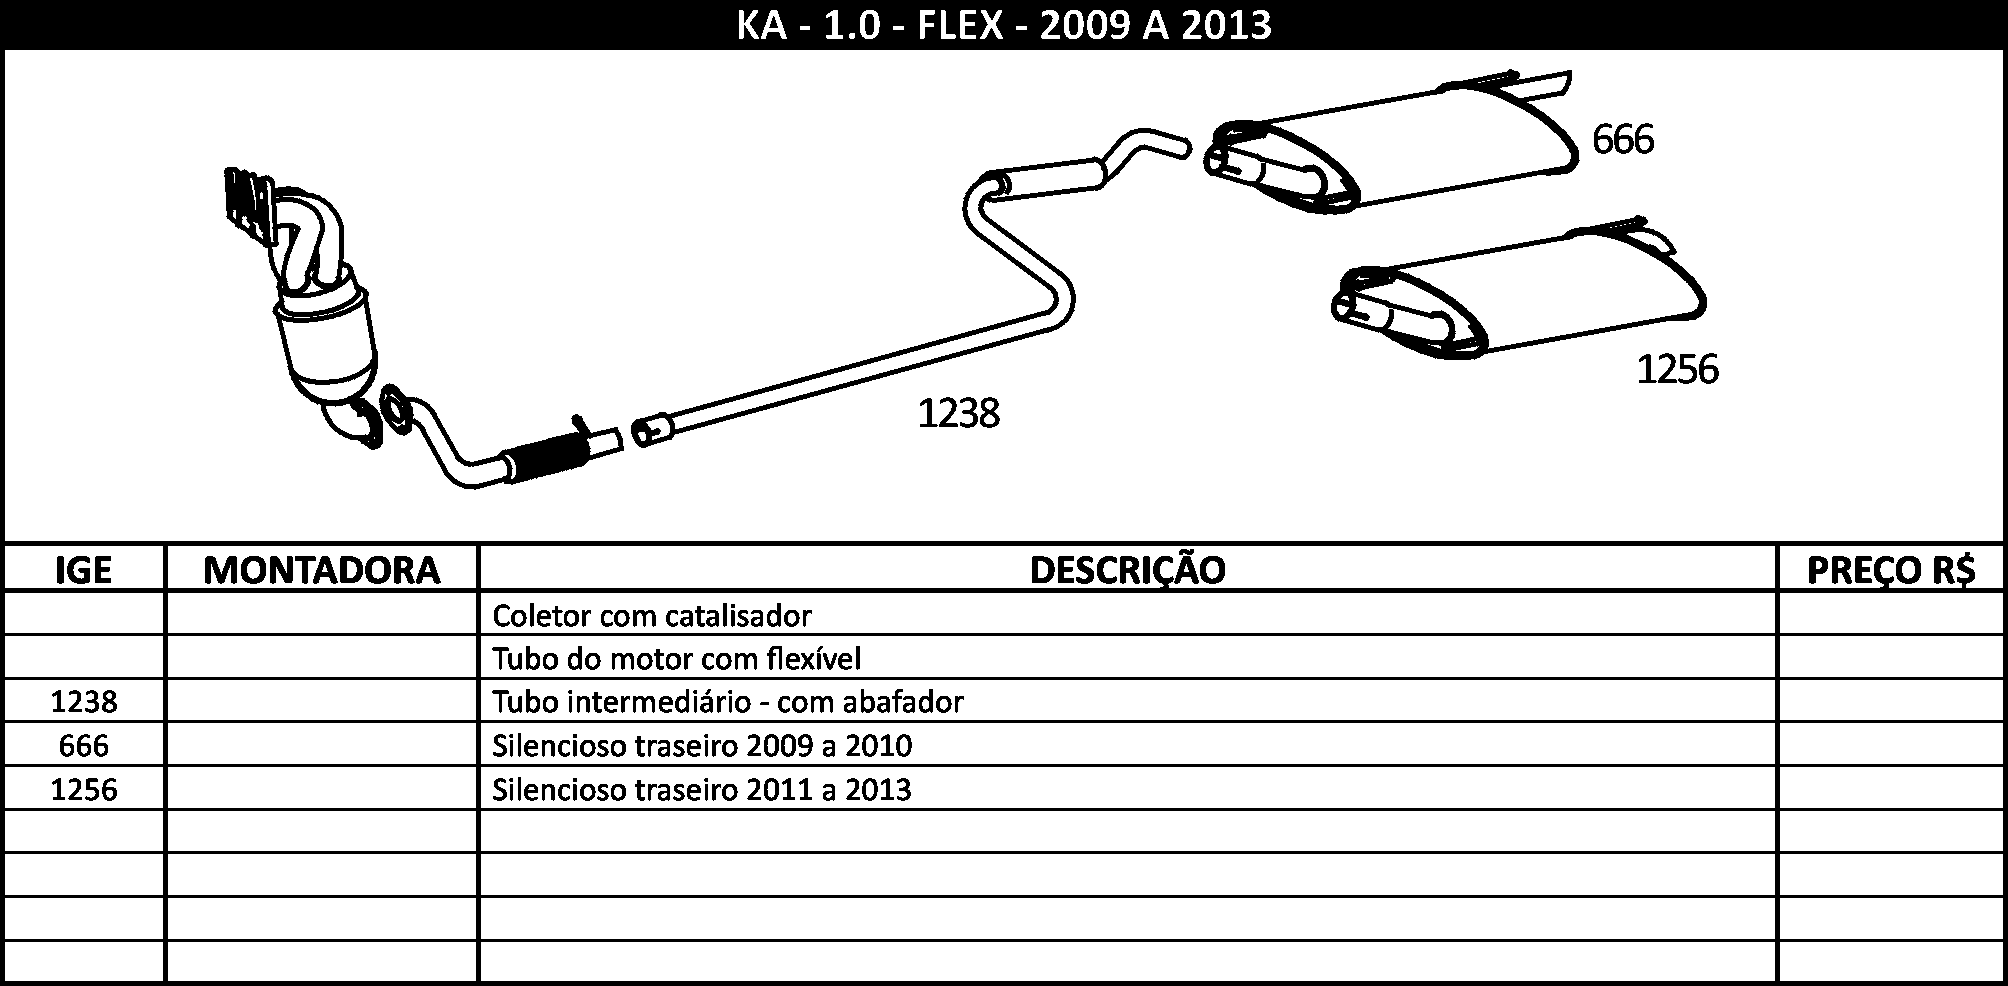 KA - 1.0 - FLEX - 2009 A 2013
666
1256
1238
IGE MONTADORA DESCRIÇÃO PREÇO R$
Coletor com catalisador
Tubo do motor com flexível
1238 Tubo intermediário - com abafador
666 Silencioso traseiro 2009 a 2010
1256 Silencioso traseiro 2011 a 2013